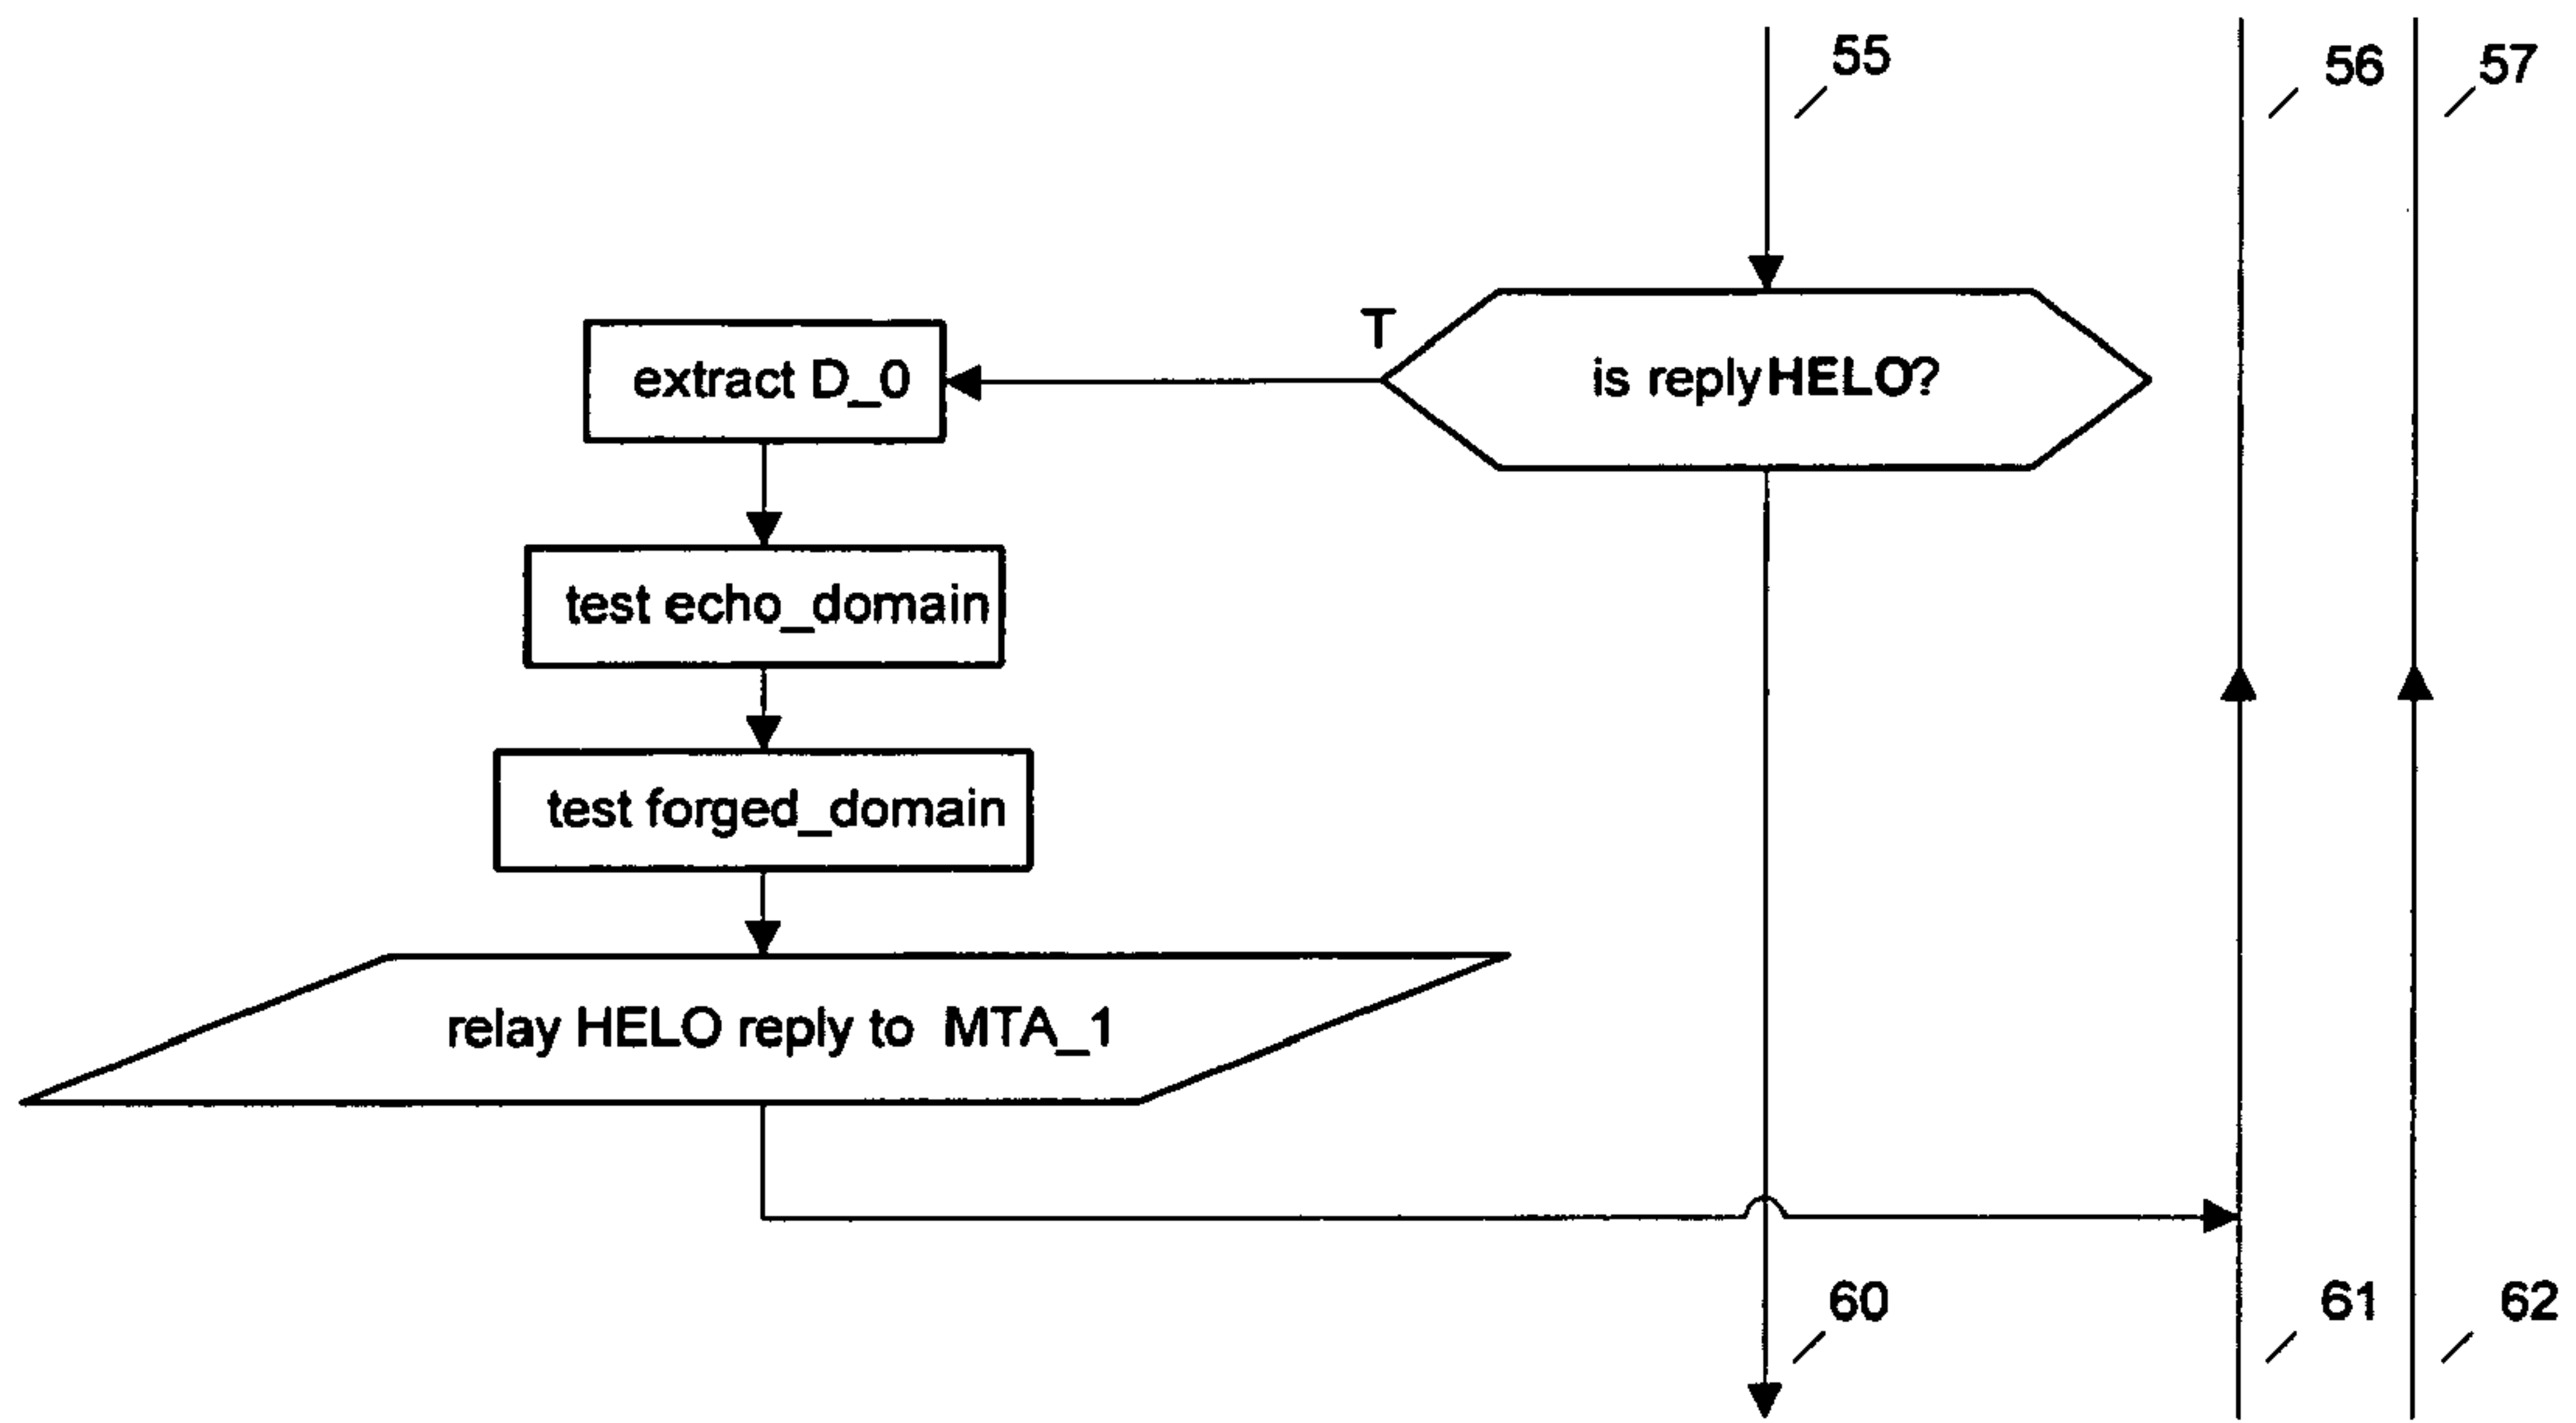 55
56
57
T
is reply HELO?
extract D_0
test echo_domain
test forged_domain
relay HELO reply to MTA_1
60
61
62